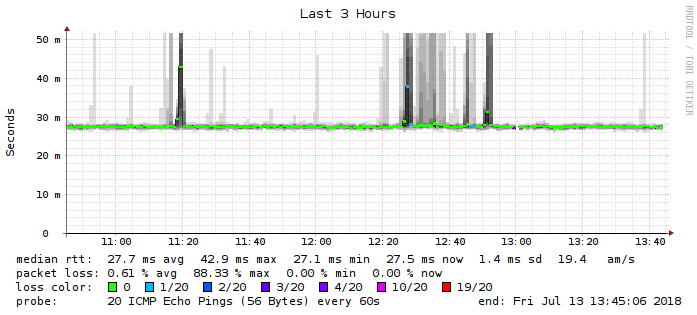 Last 3 Hours
RRDTOOL / TOBI OETIKER
Seconds
50 m
40 m
30 m
20 m
10 m
0
11:00 11:20 11:40 12:00 12:20 12:40 13:00 13:20 13:40
median rtt: 27.7 ms avg 42.9 ms max 27.1 ms min 27.5 ms now 1.4 ms sd 19.4 am/s
packet loss: 0.61 % avg 88.33 % max 0.00 % min 0.00 % now
loss color: 0 1/20 2/20 3/20 4/20 10/20 19/20
probe: 20 ICMP Echo Pings (56 Bytes) every 60s end: Fri Jul 13 13:45:06 2018